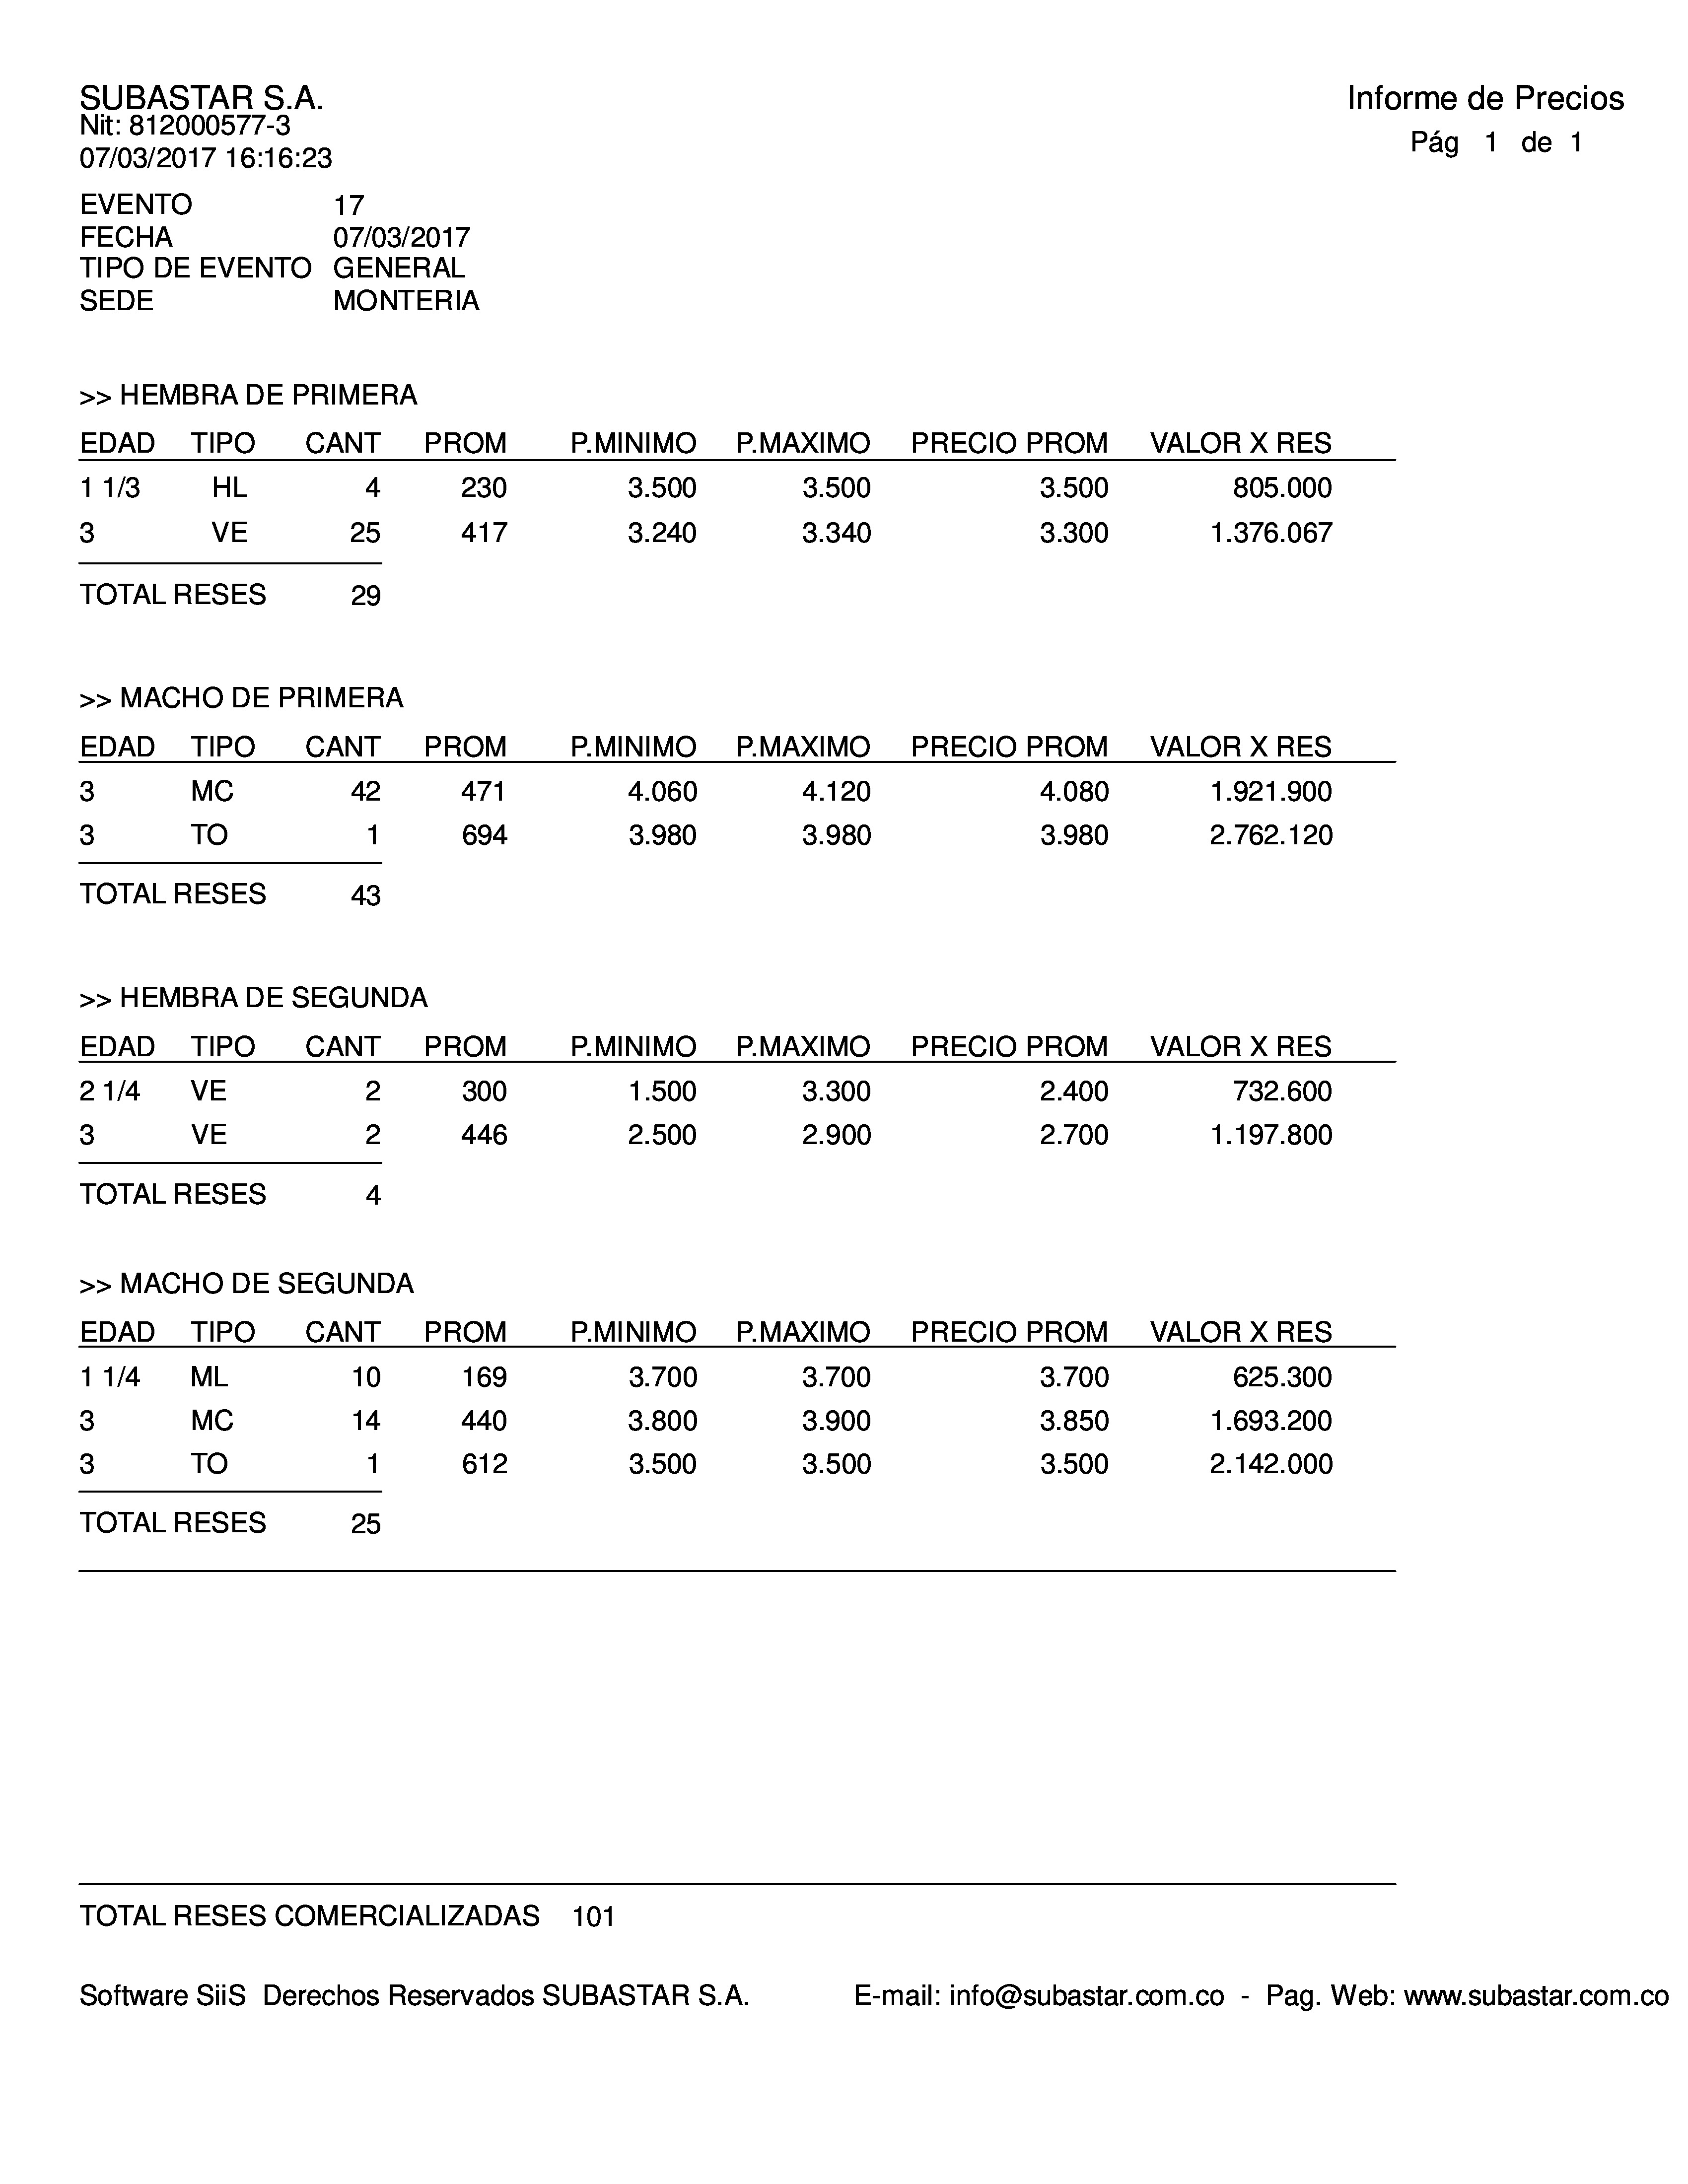 SUBASTAR S.A.
Informe de Precios
Nit: 812000577-3
Pág 1 de 1
07/03/2017 16:16:23
EVENTO 17
FECHA 07/03/2017
TIPO DE EVENTO GENERAL
SEDE MONTERIA
>> HEMBRA DE PRIMERA
EDAD TIPO CANT PROM P.MINIMO P.MAXIMO PRECIO PROM VALOR X RES
1 1/3 HL 4 230 3.500 3.500 3.500 805.000
3 VE 25 417 3.240 3.340 3.300 1.376.067
TOTAL RESES 29
>> MACHO DE PRIMERA
EDAD TIPO CANT PROM P.MINIMO P.MAXIMO PRECIO PROM VALOR X RES
3 MC 42 471 4.060 4.120 4.080 1.921.900
3 TO 1 694 3.980 3.980 3.980 2.762.120
TOTAL RESES 43
>> HEMBRA DE SEGUNDA
EDAD TIPO CANT PROM P.MINIMO P.MAXIMO PRECIO PROM VALOR X RES
2 1/4 VE 2 300 1.500 3.300 2.400 732.600
3 VE 2 446 2.500 2.900 2.700 1.197.800
TOTAL RESES 4
>> MACHO DE SEGUNDA
EDAD TIPO CANT PROM P.MINIMO P.MAXIMO PRECIO PROM VALOR X RES
1 1/4 ML 10 169 3.700 3.700 3.700 625.300
3 MC 14 440 3.800 3.900 3.850 1.693.200
3 TO 1 612 3.500 3.500 3.500 2.142.000
TOTAL RESES 25
TOTAL RESES COMERCIALIZADAS 101
Software SiiS Derechos Reservados SUBASTAR S.A. E-mail: info@subastar.com.co - Pag. Web: www.subastar.com.co